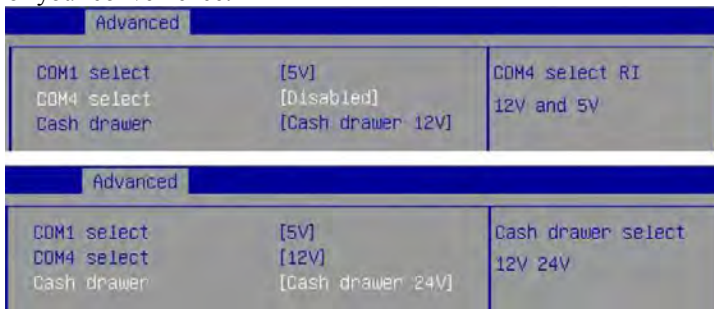 Advanced
COM1 select [5V] COM4 select RI
COM4 select [Disabled] 12V and 5V
Cash drawer [Cash drawer 12V]
Advanced
COM1 select [5V] Cash drawer select
COM4 select [12V] 12V 24V
Cash drawer [Cash drawer 24V]